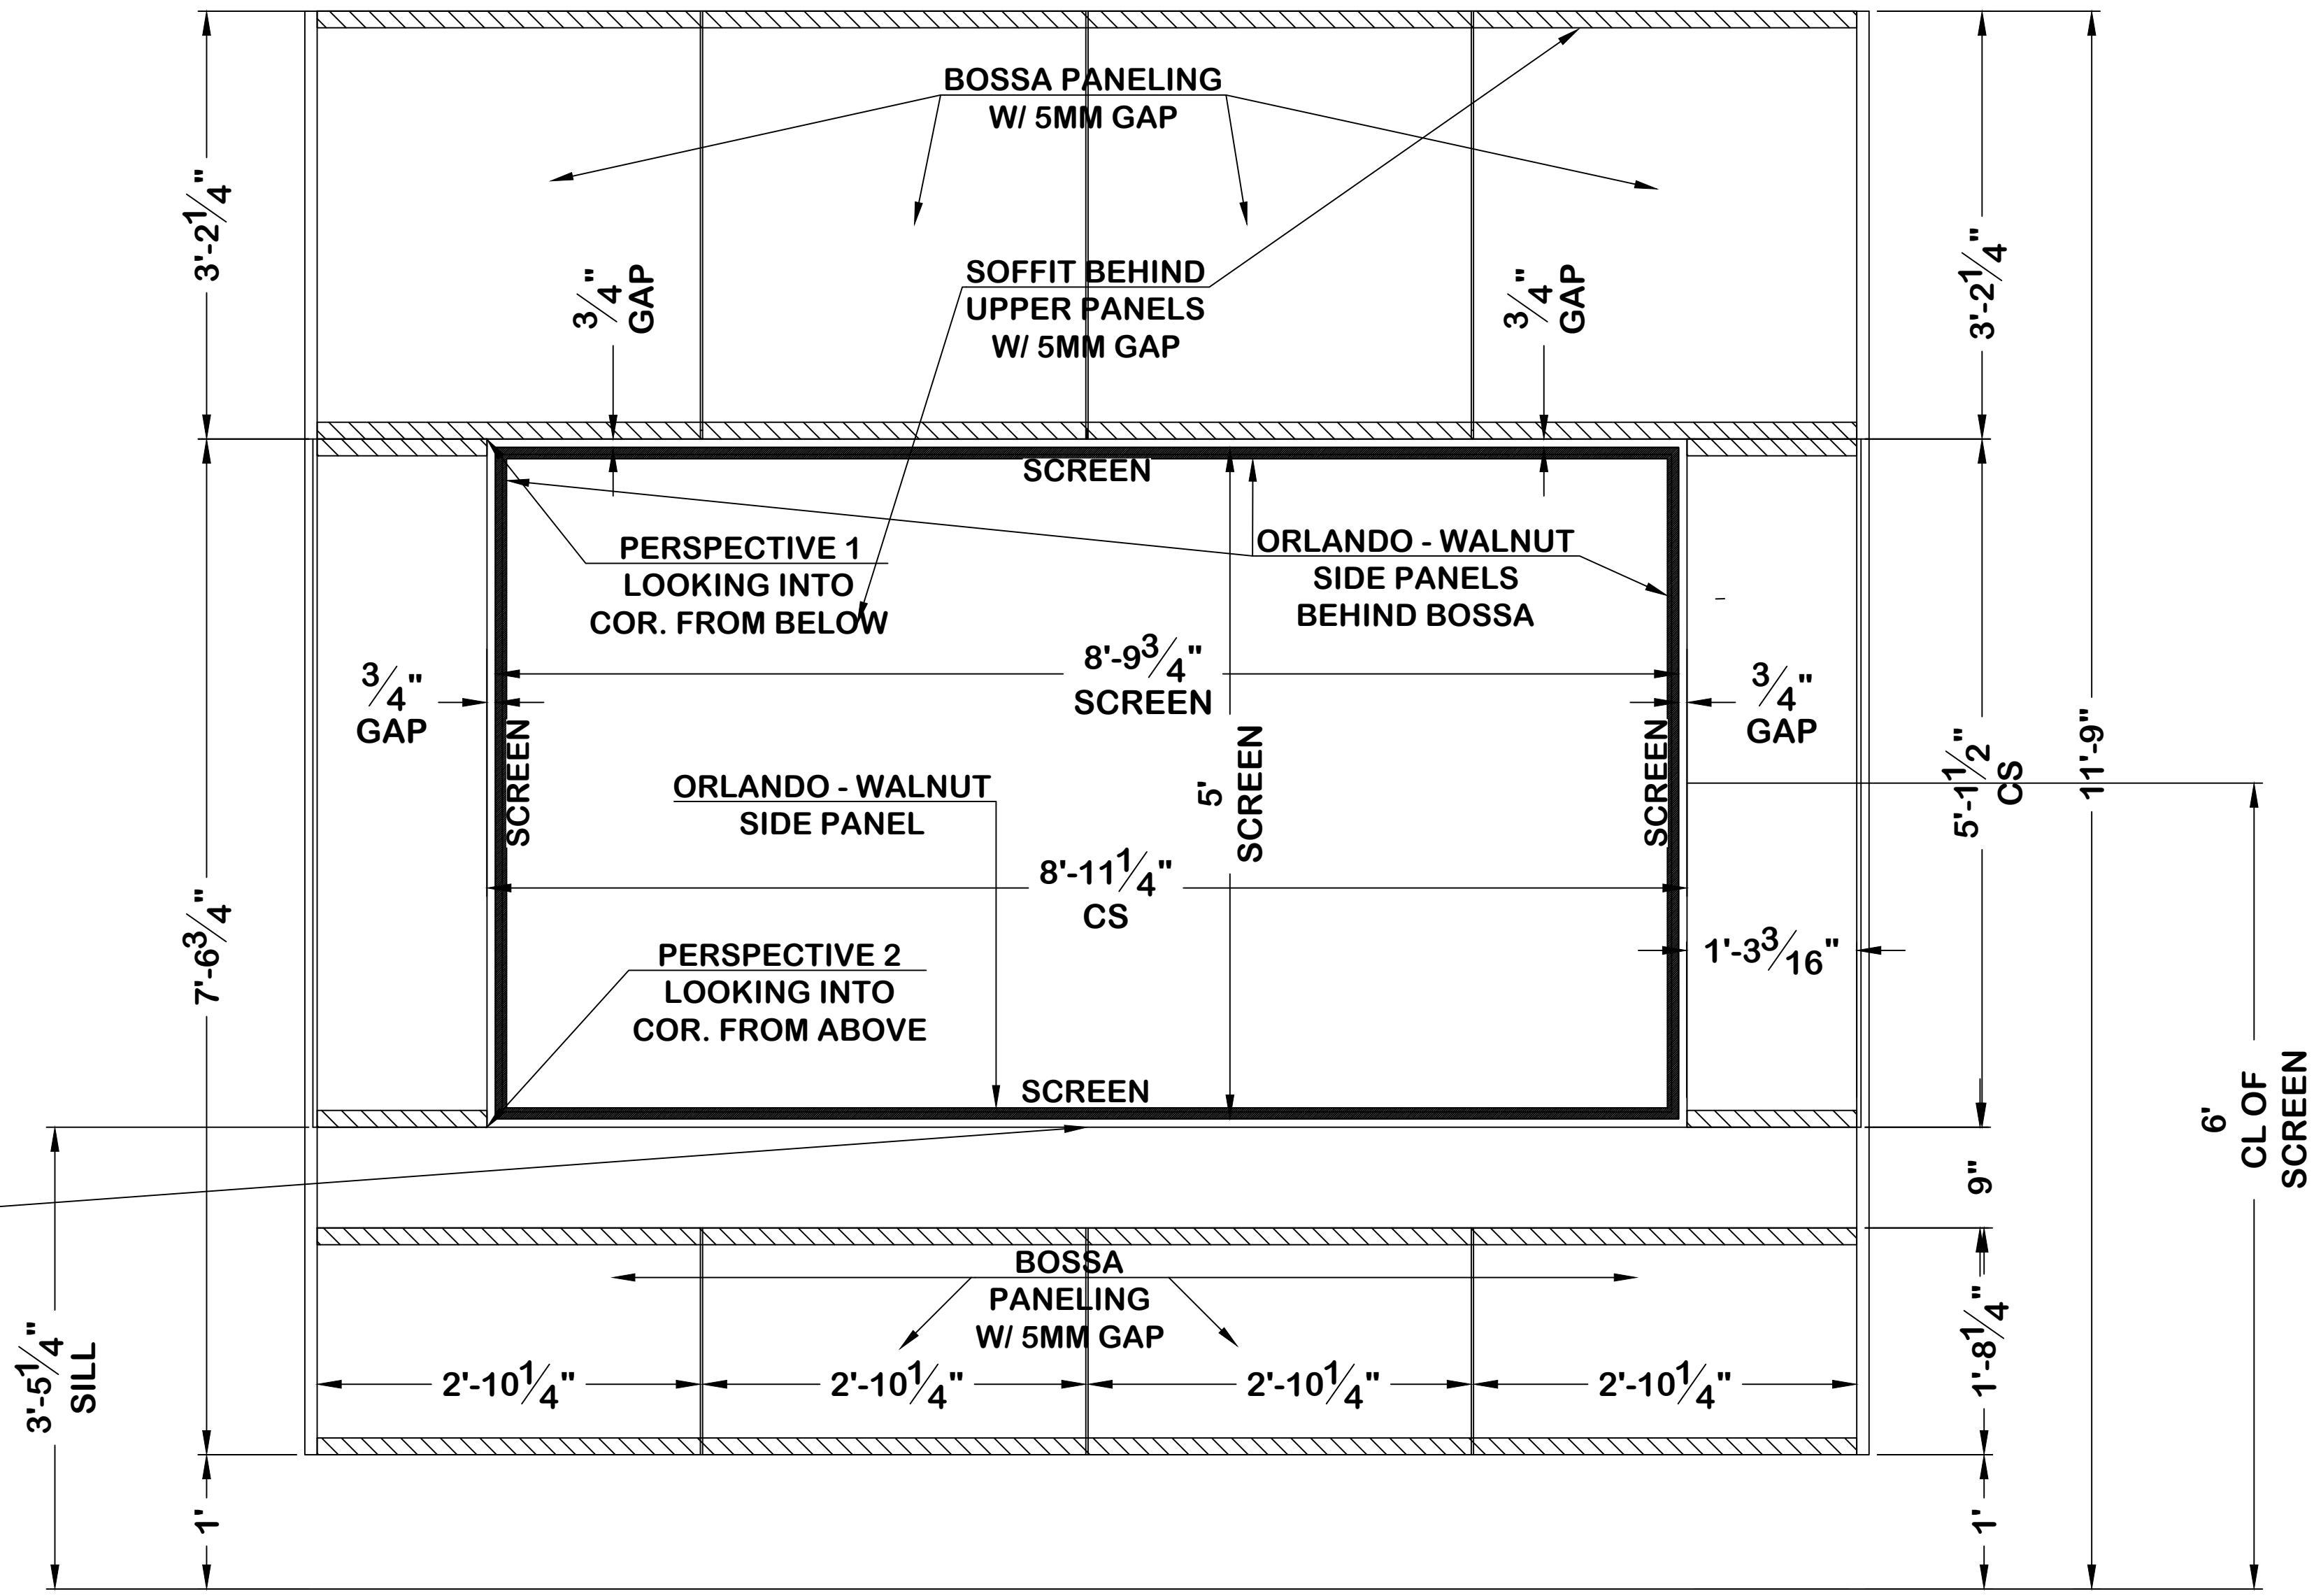 BOSSA PANELING
W/ 5MM GAP
3'-2 1/4"
3/4"
GAP
SOFFIT BEHIND
UPPER PANELS
W/ 5MM GAP
3/4"
GAP
3'-2 1/4"
SCREEN
PERSPECTIVE 1
LOOKING INTO
COR. FROM BELOW
ORLANDO - WALNUT
SIDE PANELS
BEHIND BOSSA
3/4"
GAP
8'-9 3/4"
SCREEN
3/4"
GAP
SCREEN
5'
SCREEN
SCREEN
5'-1 1/2"
CS
11'-9"
ORLANDO - WALNUT
SIDE PANEL
8'-11 1/4"
CS
7'-6 3/4"
PERSPECTIVE 2
LOOKING INTO
COR. FROM ABOVE
1'-3 3/16"
SCREEN
6'
CL OF
SCREEN
9"
BOSSA
PANELING
W/ 5MM GAP
3'-5 1/4"
SILL
2'-10 1/4"
2'-10 1/4"
2'-10 1/4"
2'-10 1/4"
1'-8 1/4"
1'
1'